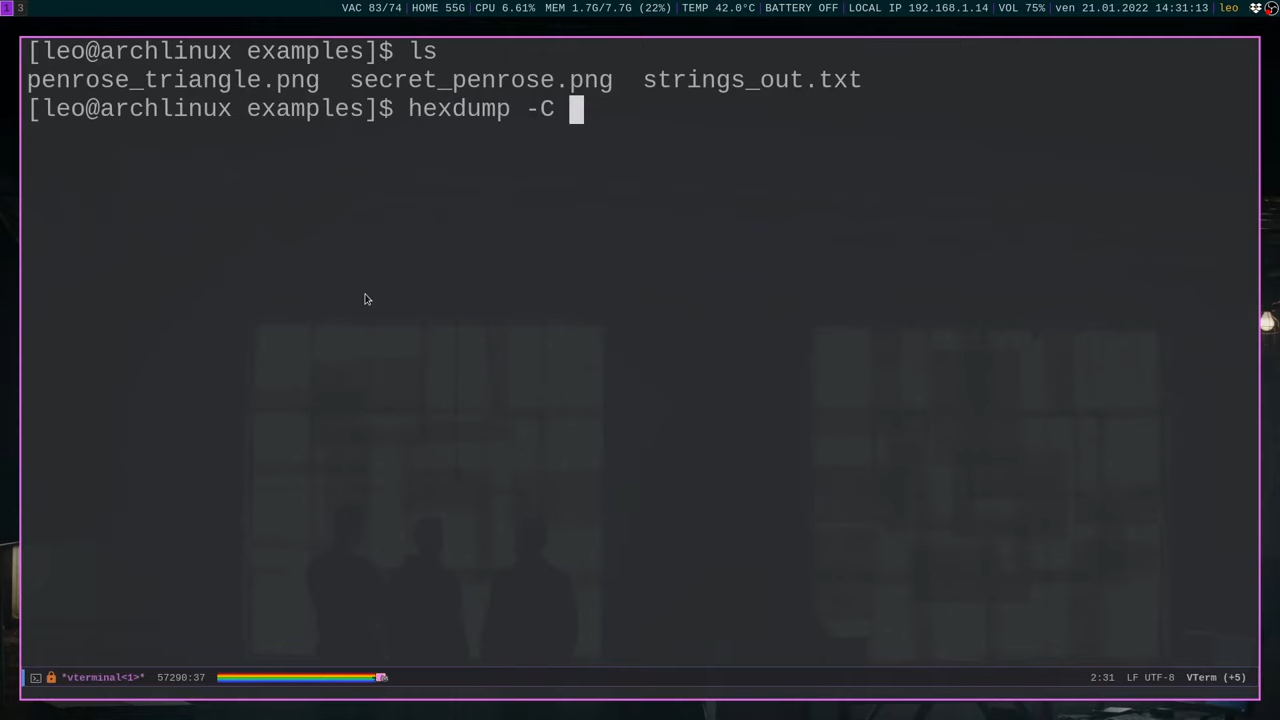 1 3 VAC 83/74 | HOME 55G | CPU 6.61% MEM 1.7G/7.7G (22%) | TEMP 42.0°C | BATTERY OFF | LOCAL IP 192.168.1.14 | VOL 75% | ven 21.01.2022 14:31:13 | leo
[leo@archlinux examples]$ ls
penrose_triangle.png secret_penrose.png strings_out.txt
[leo@archlinux examples]$ hexdump -C
*vterminal<1>* 57290:37 2:31 LF UTF-8 VTerm (+5)